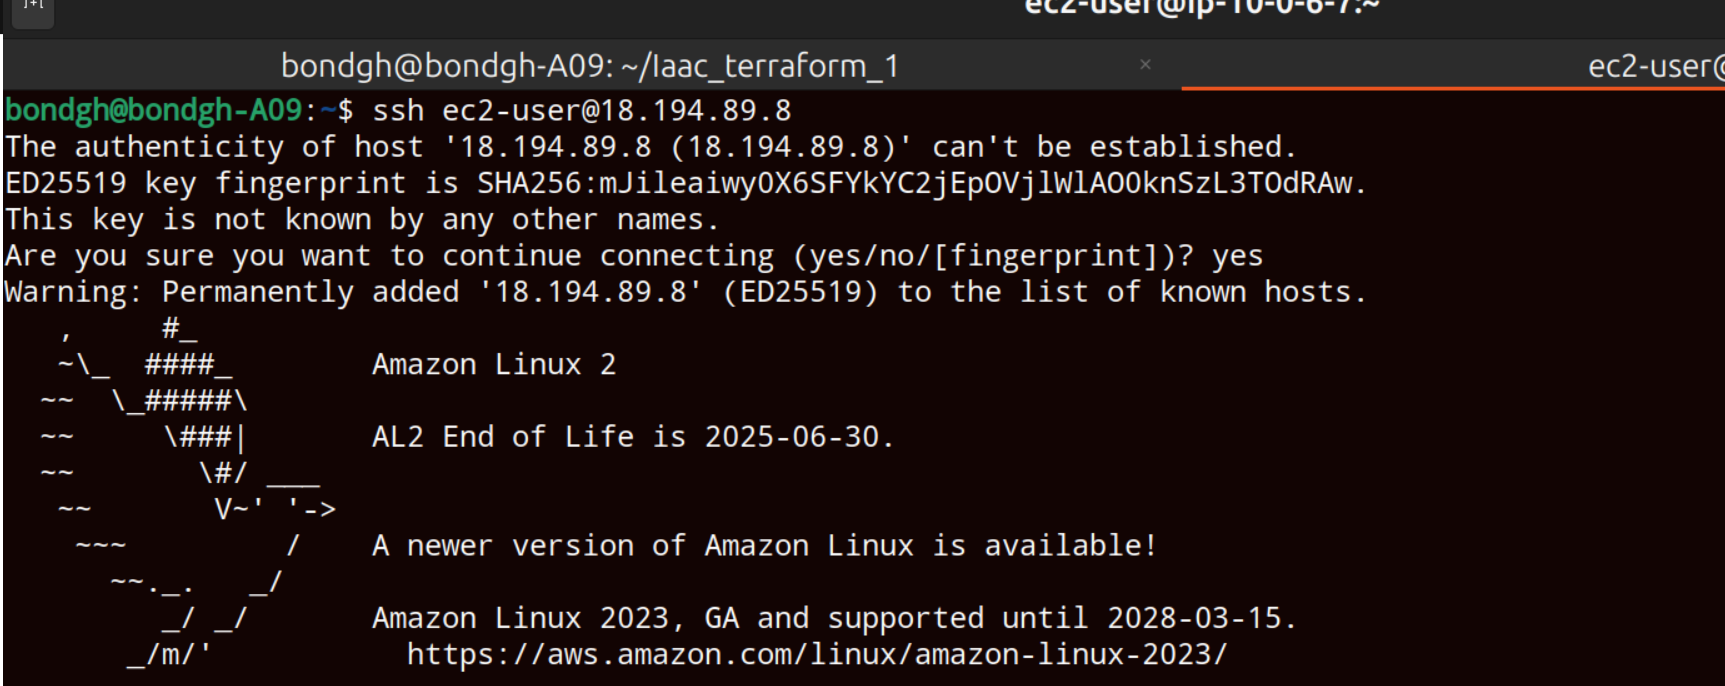 ec2-user@ip-10-0-6-7:~
bondgh@bondgh-A09: ~/Iaac_terraform_1 ×
ec2-user@
bondgh@bondgh-A09:~$ ssh ec2-user@18.194.89.8
The authenticity of host '18.194.89.8 (18.194.89.8)' can't be established.
ED25519 key fingerprint is SHA256:mJileaiwy0X6SFYkYC2jEpOVjlWlAO0knSzL3TOdRAw.
This key is not known by any other names.
Are you sure you want to continue connecting (yes/no/[fingerprint])? yes
Warning: Permanently added '18.194.89.8' (ED25519) to the list of known hosts.
   ,     #_
   ~\_  ####_        Amazon Linux 2
  ~~  \_#####\
  ~~     \###|       AL2 End of Life is 2025-06-30.
  ~~       \#/ ___
   ~~       V~' '->
    ~~~         /    A newer version of Amazon Linux is available!
      ~~._.   _/
         _/ _/       Amazon Linux 2023, GA and supported until 2028-03-15.
       _/m/'           https://aws.amazon.com/linux/amazon-linux-2023/